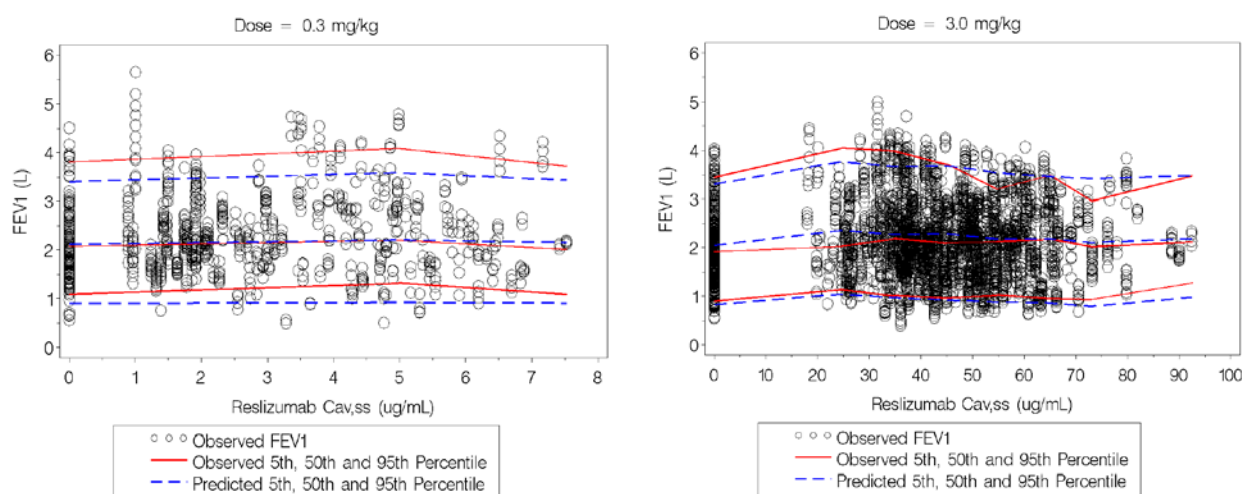 Dose = 0.3 mg/kg
6
5
4
3
2
1
0
FEV1 (L)
0 1 2 3 4 5 6 7 8
Reslizumab Cav,ss (ug/mL)
○ ○ ○ Observed FEV1
Observed 5th, 50th and 95th Percentile
Predicted 5th, 50th and 95th Percentile
Dose = 3.0 mg/kg
6
5
4
3
2
1
0
FEV1 (L)
0 10 20 30 40 50 60 70 80 90 100
Reslizumab Cav,ss (ug/mL)
○ ○ ○ Observed FEV1
Observed 5th, 50th and 95th Percentile
Predicted 5th, 50th and 95th Percentile